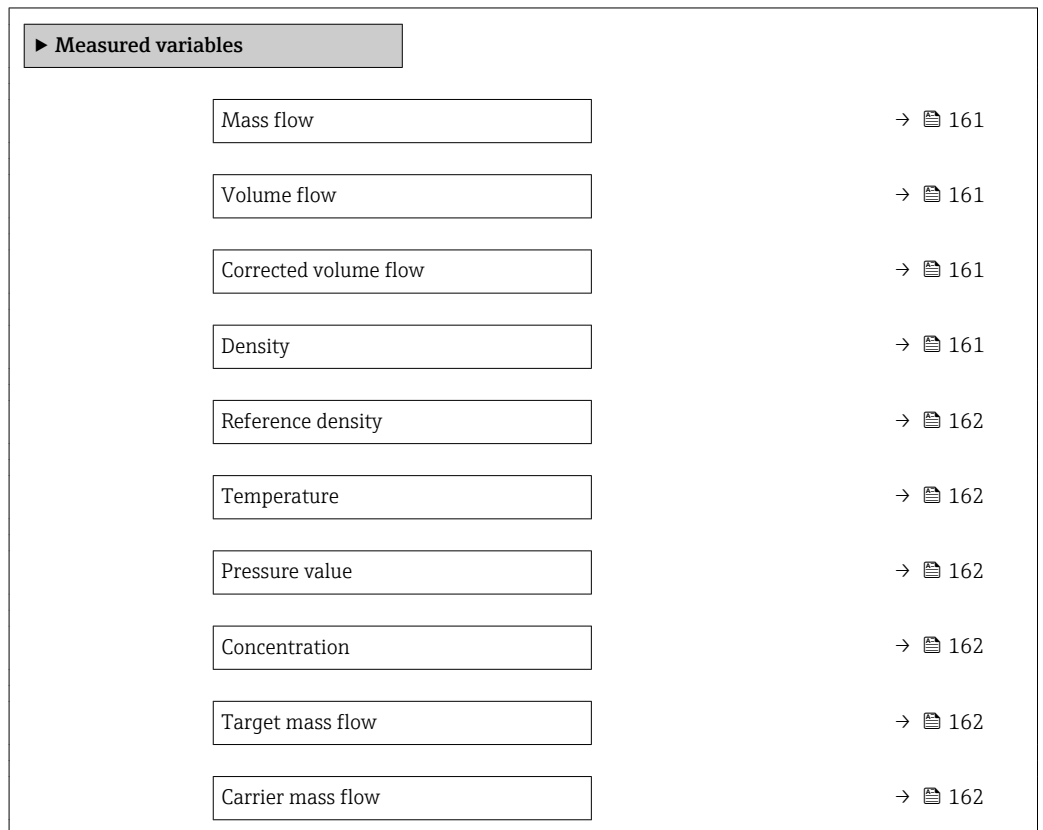 ▶ Measured variables
Mass flow → 161
Volume flow → 161
Corrected volume flow → 161
Density → 161
Reference density → 162
Temperature → 162
Pressure value → 162
Concentration → 162
Target mass flow → 162
Carrier mass flow → 162